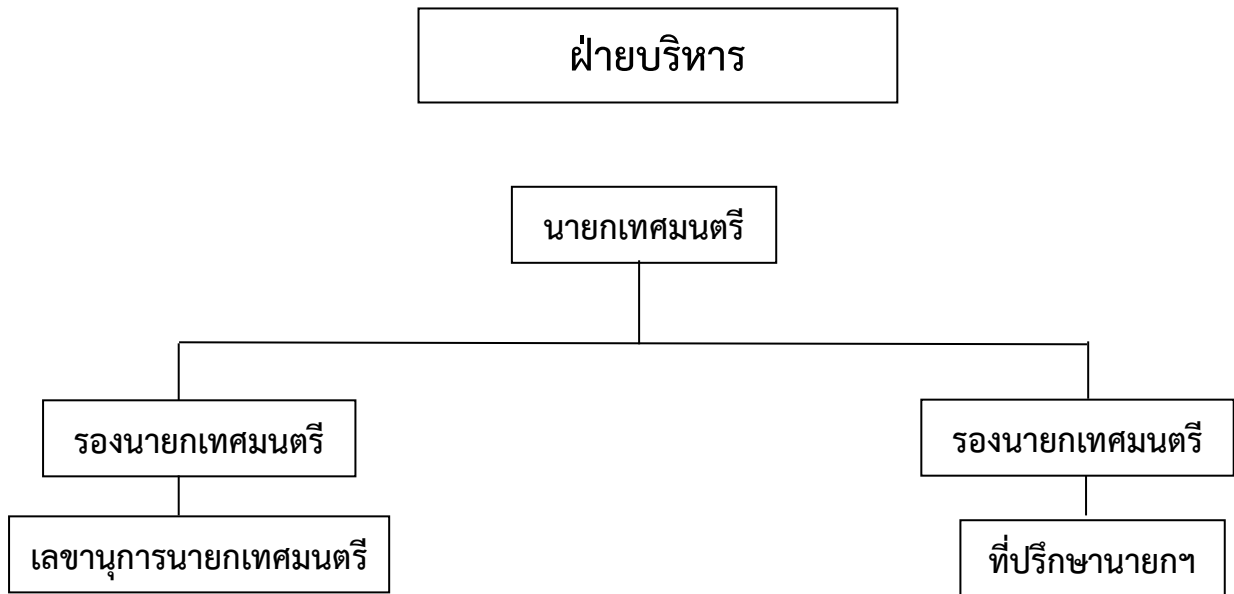 ฝ่ายบริหาร
นายกเทศมนตรี
รองนายกเทศมนตรี
รองนายกเทศมนตรี
เลขานุการนายกเทศมนตรี
ที่ปรึกษานายกฯ